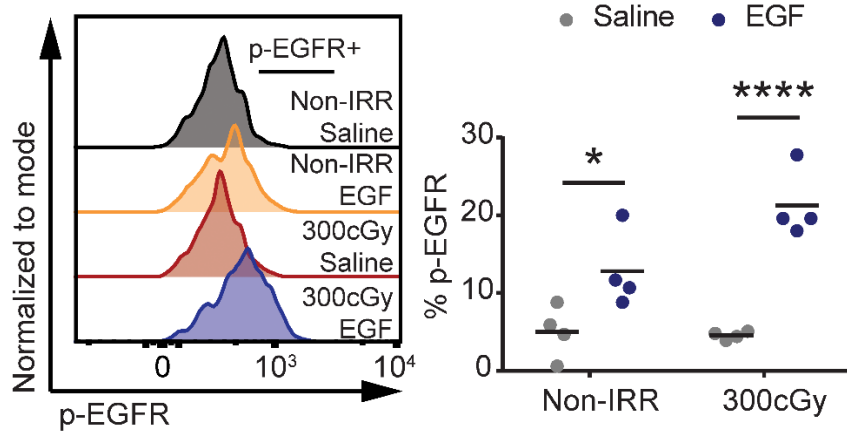 Normalized to mode
p-EGFR+
Non-IRR
Saline
Non-IRR
EGF
300cGy
Saline
300cGy
EGF
0 10³ 10⁴
p-EGFR
Saline EGF
% p-EGFR
30
20
10
0
*
****
Non-IRR 300cGy